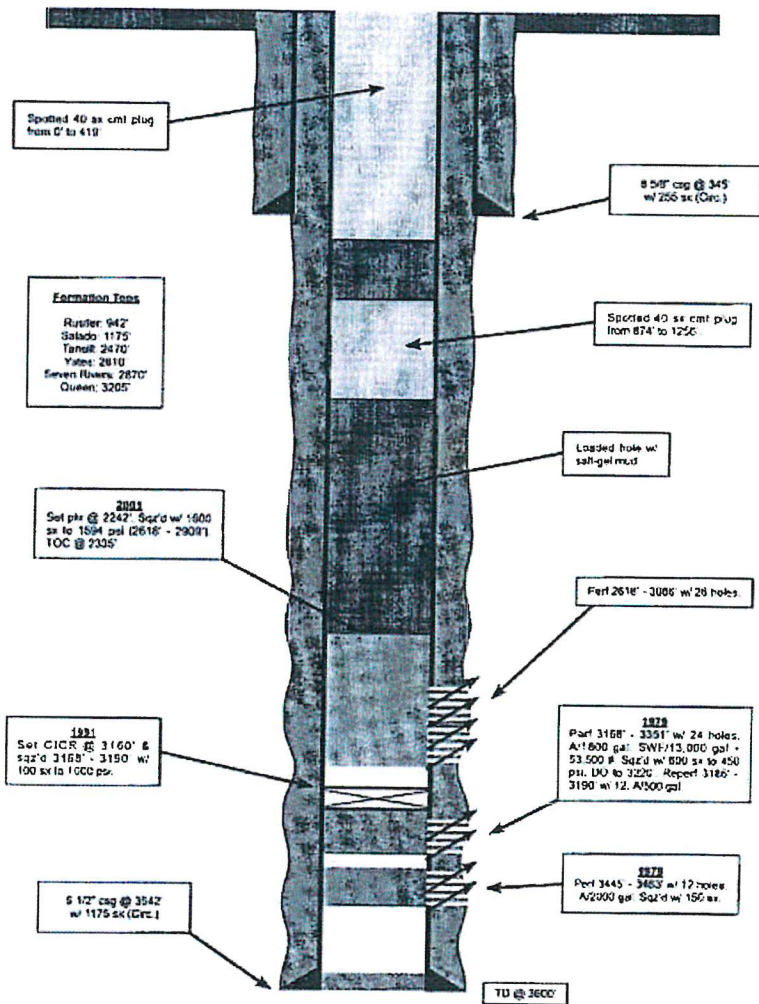 Spotted 40 sx cmt plug
from 0' to 419'
8 5/8" csg @ 345'
w/ 255 sx (Circ.)
Formation Tops
Rustler: 942'
Salado: 1175'
Tansill: 2470'
Yates: 2610'
Seven Rivers: 2870'
Queen: 3205'
Spotted 40 sx cmt plug
from 874' to 1256'
Loaded hole w/
salt-gel mud
Set pkr @ 2242'. Sqz'd w/ 1600
sx to 1594 psi (2618' - 2909')
TOC @ 2335'
Perf 2618' - 3086' w/ 26 holes.
1991
Set CICR @ 3160' &
sqz'd 3168' - 3190' w/
100 sx to 1000 psi.
1979
Perf 3168' - 3351' w/ 24 holes.
A/1800 gal. SWF/13,000 gal +
53,500 #. Sqz'd w/ 600 sx to 450
psi. DO to 3220'. Reperf 3186' -
3190' w/ 12. A/500 gal
1979
Perf 3445' - 3463' w/ 12 holes.
A/2000 gal. Sqz'd w/ 150 sx.
5 1/2" csg @ 3542'
w/ 1175 sx (Circ.)
TD @ 3600'